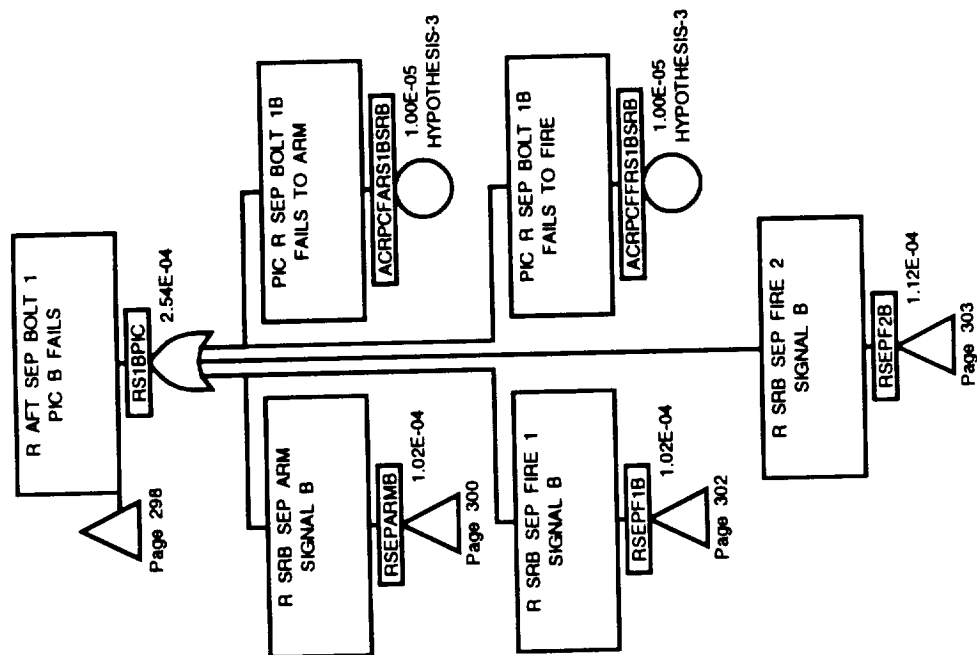 R AFT SEP BOLT 1
PIC B FAILS
Page 298
RS1BPIC
2.54E-04
R SRB SEP ARM
SIGNAL B
RSEPARMB
1.02E-04
Page 300
PIC R SEP BOLT 1B
FAILS TO ARM
ACRPCFARS1BSRB
1.00E-05
HYPOTHESIS-3
R SRB SEP FIRE 1
SIGNAL B
RSEPF1B
1.02E-04
Page 302
PIC R SEP BOLT 1B
FAILS TO FIRE
ACRPCFFRS1BSRB
1.00E-05
HYPOTHESIS-3
R SRB SEP FIRE 2
SIGNAL B
RSEPF2B
1.12E-04
Page 303